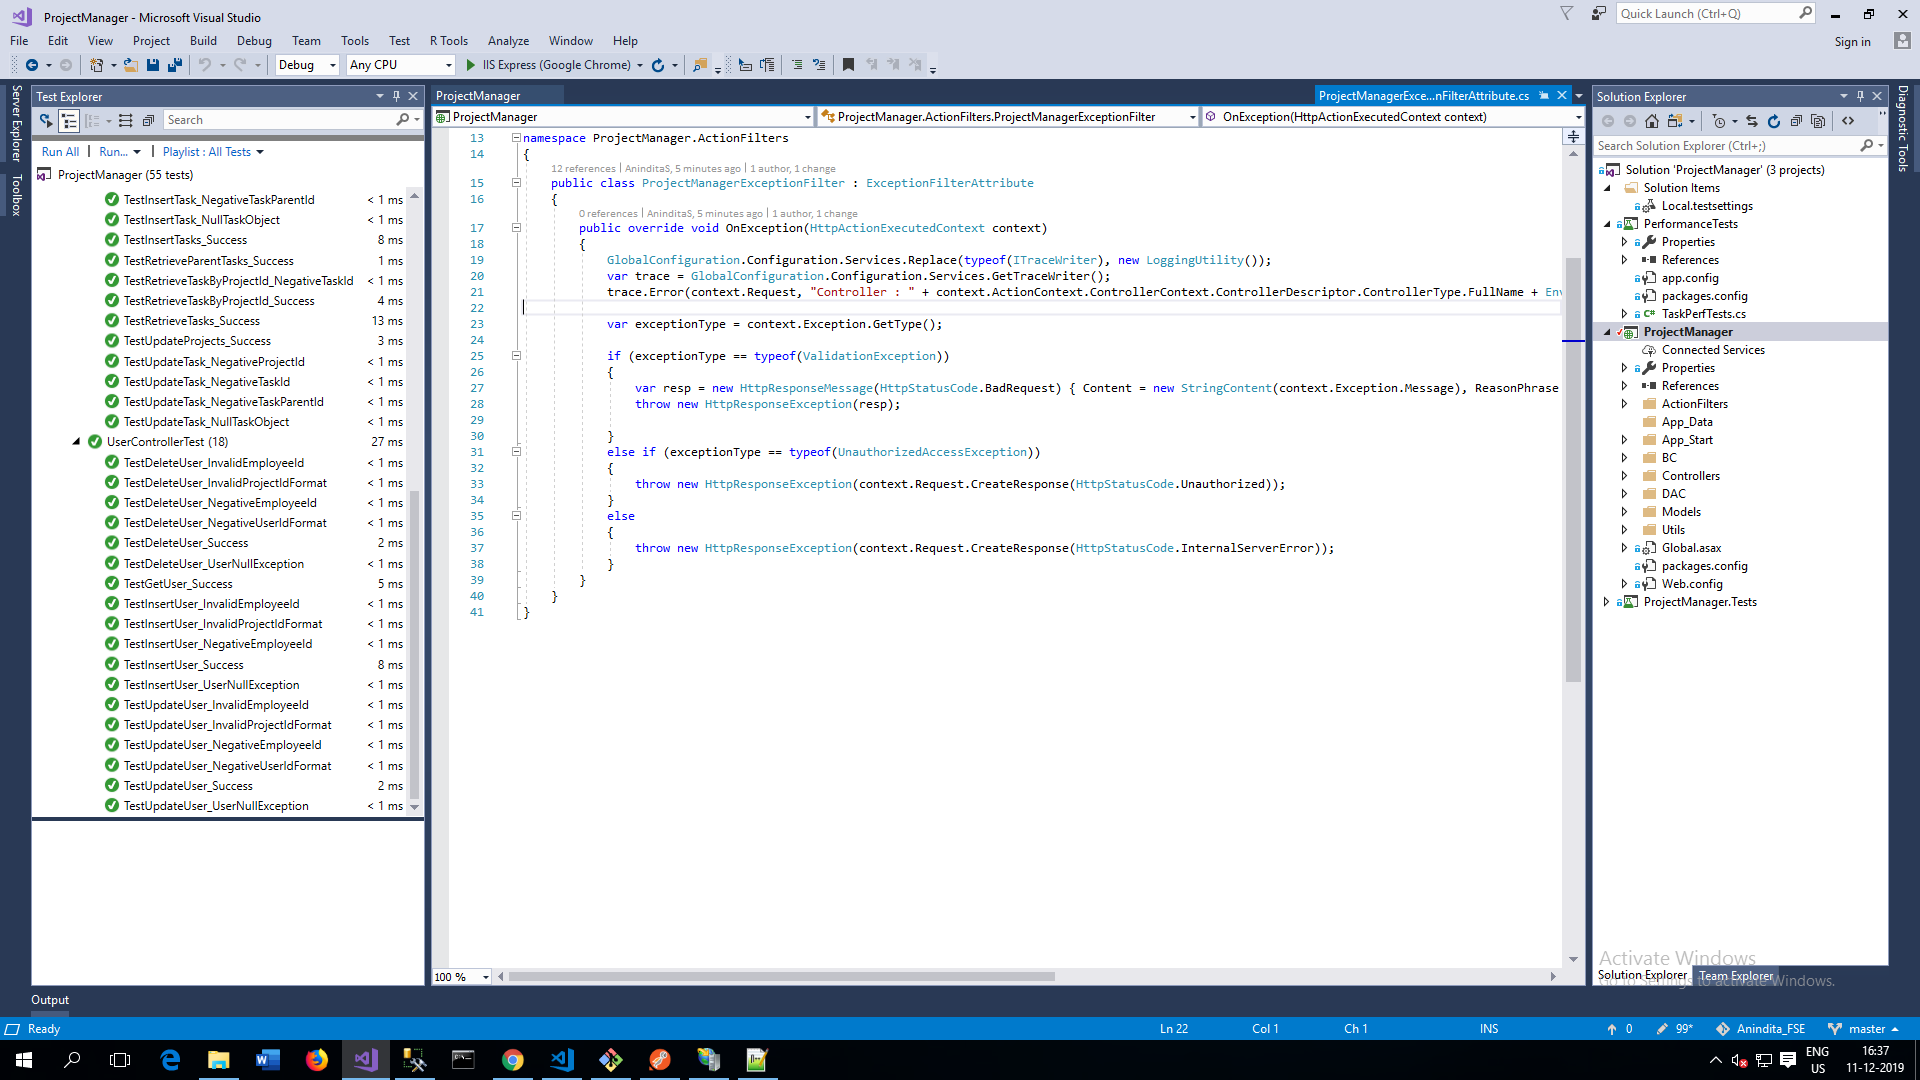 ProjectManager - Microsoft Visual Studio
Quick Launch (Ctrl+Q)
File Edit View Project Build Debug Team Tools Test R Tools Analyze Window Help
Sign in
Debug Any CPU IIS Express (Google Chrome)
Server Explorer
Toolbox
Test Explorer
Search
Run All | Run... | Playlist : All Tests
ProjectManager (55 tests)
TestInsertTask_NegativeTaskParentId < 1 ms
TestInsertTask_NullTaskObject < 1 ms
TestInsertTasks_Success 8 ms
TestRetrieveParentTasks_Success 1 ms
TestRetrieveTaskByProjectId_NegativeTaskId < 1 ms
TestRetrieveTaskByProjectId_Success 4 ms
TestRetrieveTasks_Success 13 ms
TestUpdateProjects_Success 3 ms
TestUpdateTask_NegativeProjectId < 1 ms
TestUpdateTask_NegativeTaskId < 1 ms
TestUpdateTask_NegativeTaskParentId < 1 ms
TestUpdateTask_NullTaskObject < 1 ms
UserControllerTest (18) 27 ms
TestDeleteUser_InvalidEmployeeId < 1 ms
TestDeleteUser_InvalidProjectIdFormat < 1 ms
TestDeleteUser_NegativeEmployeeId < 1 ms
TestDeleteUser_NegativeUserIdFormat < 1 ms
TestDeleteUser_Success 2 ms
TestDeleteUser_UserNullException < 1 ms
TestGetUser_Success 5 ms
TestInsertUser_InvalidEmployeeId < 1 ms
TestInsertUser_InvalidProjectIdFormat < 1 ms
TestInsertUser_NegativeEmployeeId < 1 ms
TestInsertUser_Success 8 ms
TestInsertUser_UserNullException < 1 ms
TestUpdateUser_InvalidEmployeeId < 1 ms
TestUpdateUser_InvalidProjectIdFormat < 1 ms
TestUpdateUser_NegativeEmployeeId < 1 ms
TestUpdateUser_NegativeUserIdFormat < 1 ms
TestUpdateUser_Success 2 ms
TestUpdateUser_UserNullException < 1 ms
ProjectManager
ProjectManagerExce...nFilterAttribute.cs
ProjectManager
ProjectManager.ActionFilters.ProjectManagerExceptionFilter
OnException(HttpActionExecutedContext context)
13 namespace ProjectManager.ActionFilters
14 {
12 references | AninditaS, 5 minutes ago | 1 author, 1 change
15 public class ProjectManagerExceptionFilter : ExceptionFilterAttribute
16 {
0 references | AninditaS, 5 minutes ago | 1 author, 1 change
17 public override void OnException(HttpActionExecutedContext context)
18 {
19 GlobalConfiguration.Configuration.Services.Replace(typeof(ITraceWriter), new LoggingUtility());
20 var trace = GlobalConfiguration.Configuration.Services.GetTraceWriter();
21 trace.Error(context.Request, "Controller : " + context.ActionContext.ControllerContext.ControllerDescriptor.ControllerType.FullName + Env
22
23 var exceptionType = context.Exception.GetType();
24
25 if (exceptionType == typeof(ValidationException))
26 {
27 var resp = new HttpResponseMessage(HttpStatusCode.BadRequest) { Content = new StringContent(context.Exception.Message), ReasonPhrase
28 throw new HttpResponseException(resp);
29
30 }
31 else if (exceptionType == typeof(UnauthorizedAccessException))
32 {
33 throw new HttpResponseException(context.Request.CreateResponse(HttpStatusCode.Unauthorized));
34 }
35 else
36 {
37 throw new HttpResponseException(context.Request.CreateResponse(HttpStatusCode.InternalServerError));
38 }
39 }
40 }
41 }
100 %
Solution Explorer
Search Solution Explorer (Ctrl+;)
Solution 'ProjectManager' (3 projects)
Solution Items
Local.testsettings
PerformanceTests
Properties
References
app.config
packages.config
C# TaskPerfTests.cs
ProjectManager
Connected Services
Properties
References
ActionFilters
App_Data
App_Start
BC
Controllers
DAC
Models
Utils
Global.asax
packages.config
Web.config
ProjectManager.Tests
Activate Windows
Go to Settings to activate Windows.
Solution Explorer Team Explorer
Diagnostic Tools
Output
Ready Ln 22 Col 1 Ch 1 INS 0 99* Anindita_FSE master
ENG
US
16:37
11-12-2019